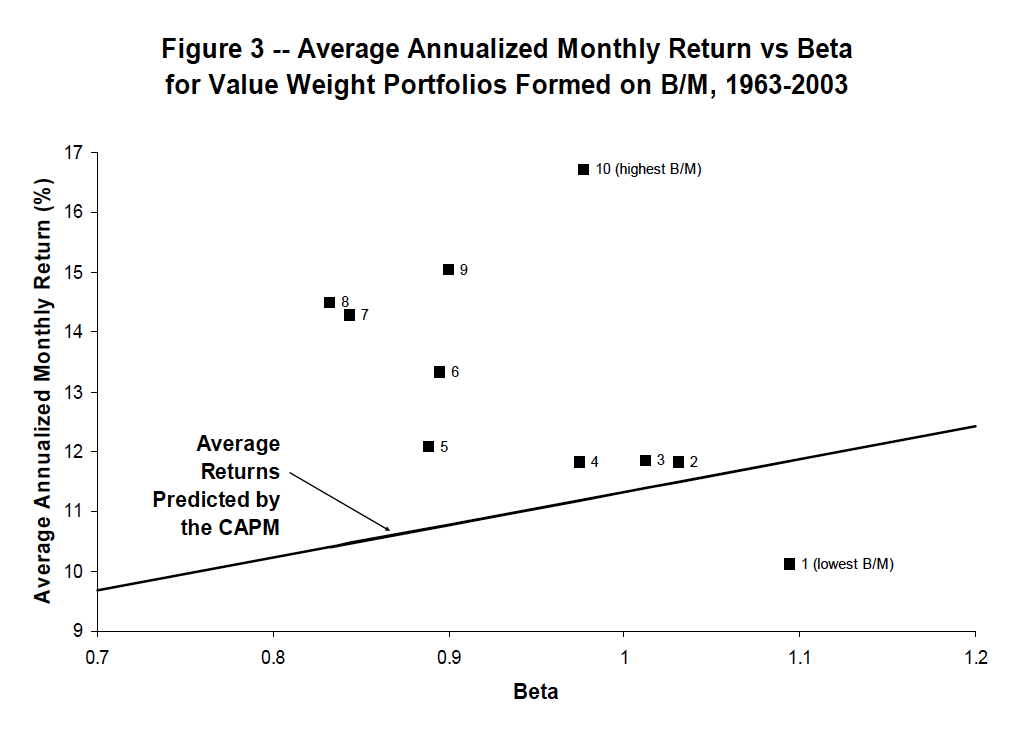 Figure 3 -- Average Annualized Monthly Return vs Beta
for Value Weight Portfolios Formed on B/M, 1963-2003
Average Annualized Monthly Return (%)
17
16
15
14
13
12
11
10
9
10 (highest B/M)
9
8
7
6
5
4
3
2
1 (lowest B/M)
Average
Returns
Predicted by
the CAPM
0.7
0.8
0.9
1
1.1
1.2
Beta